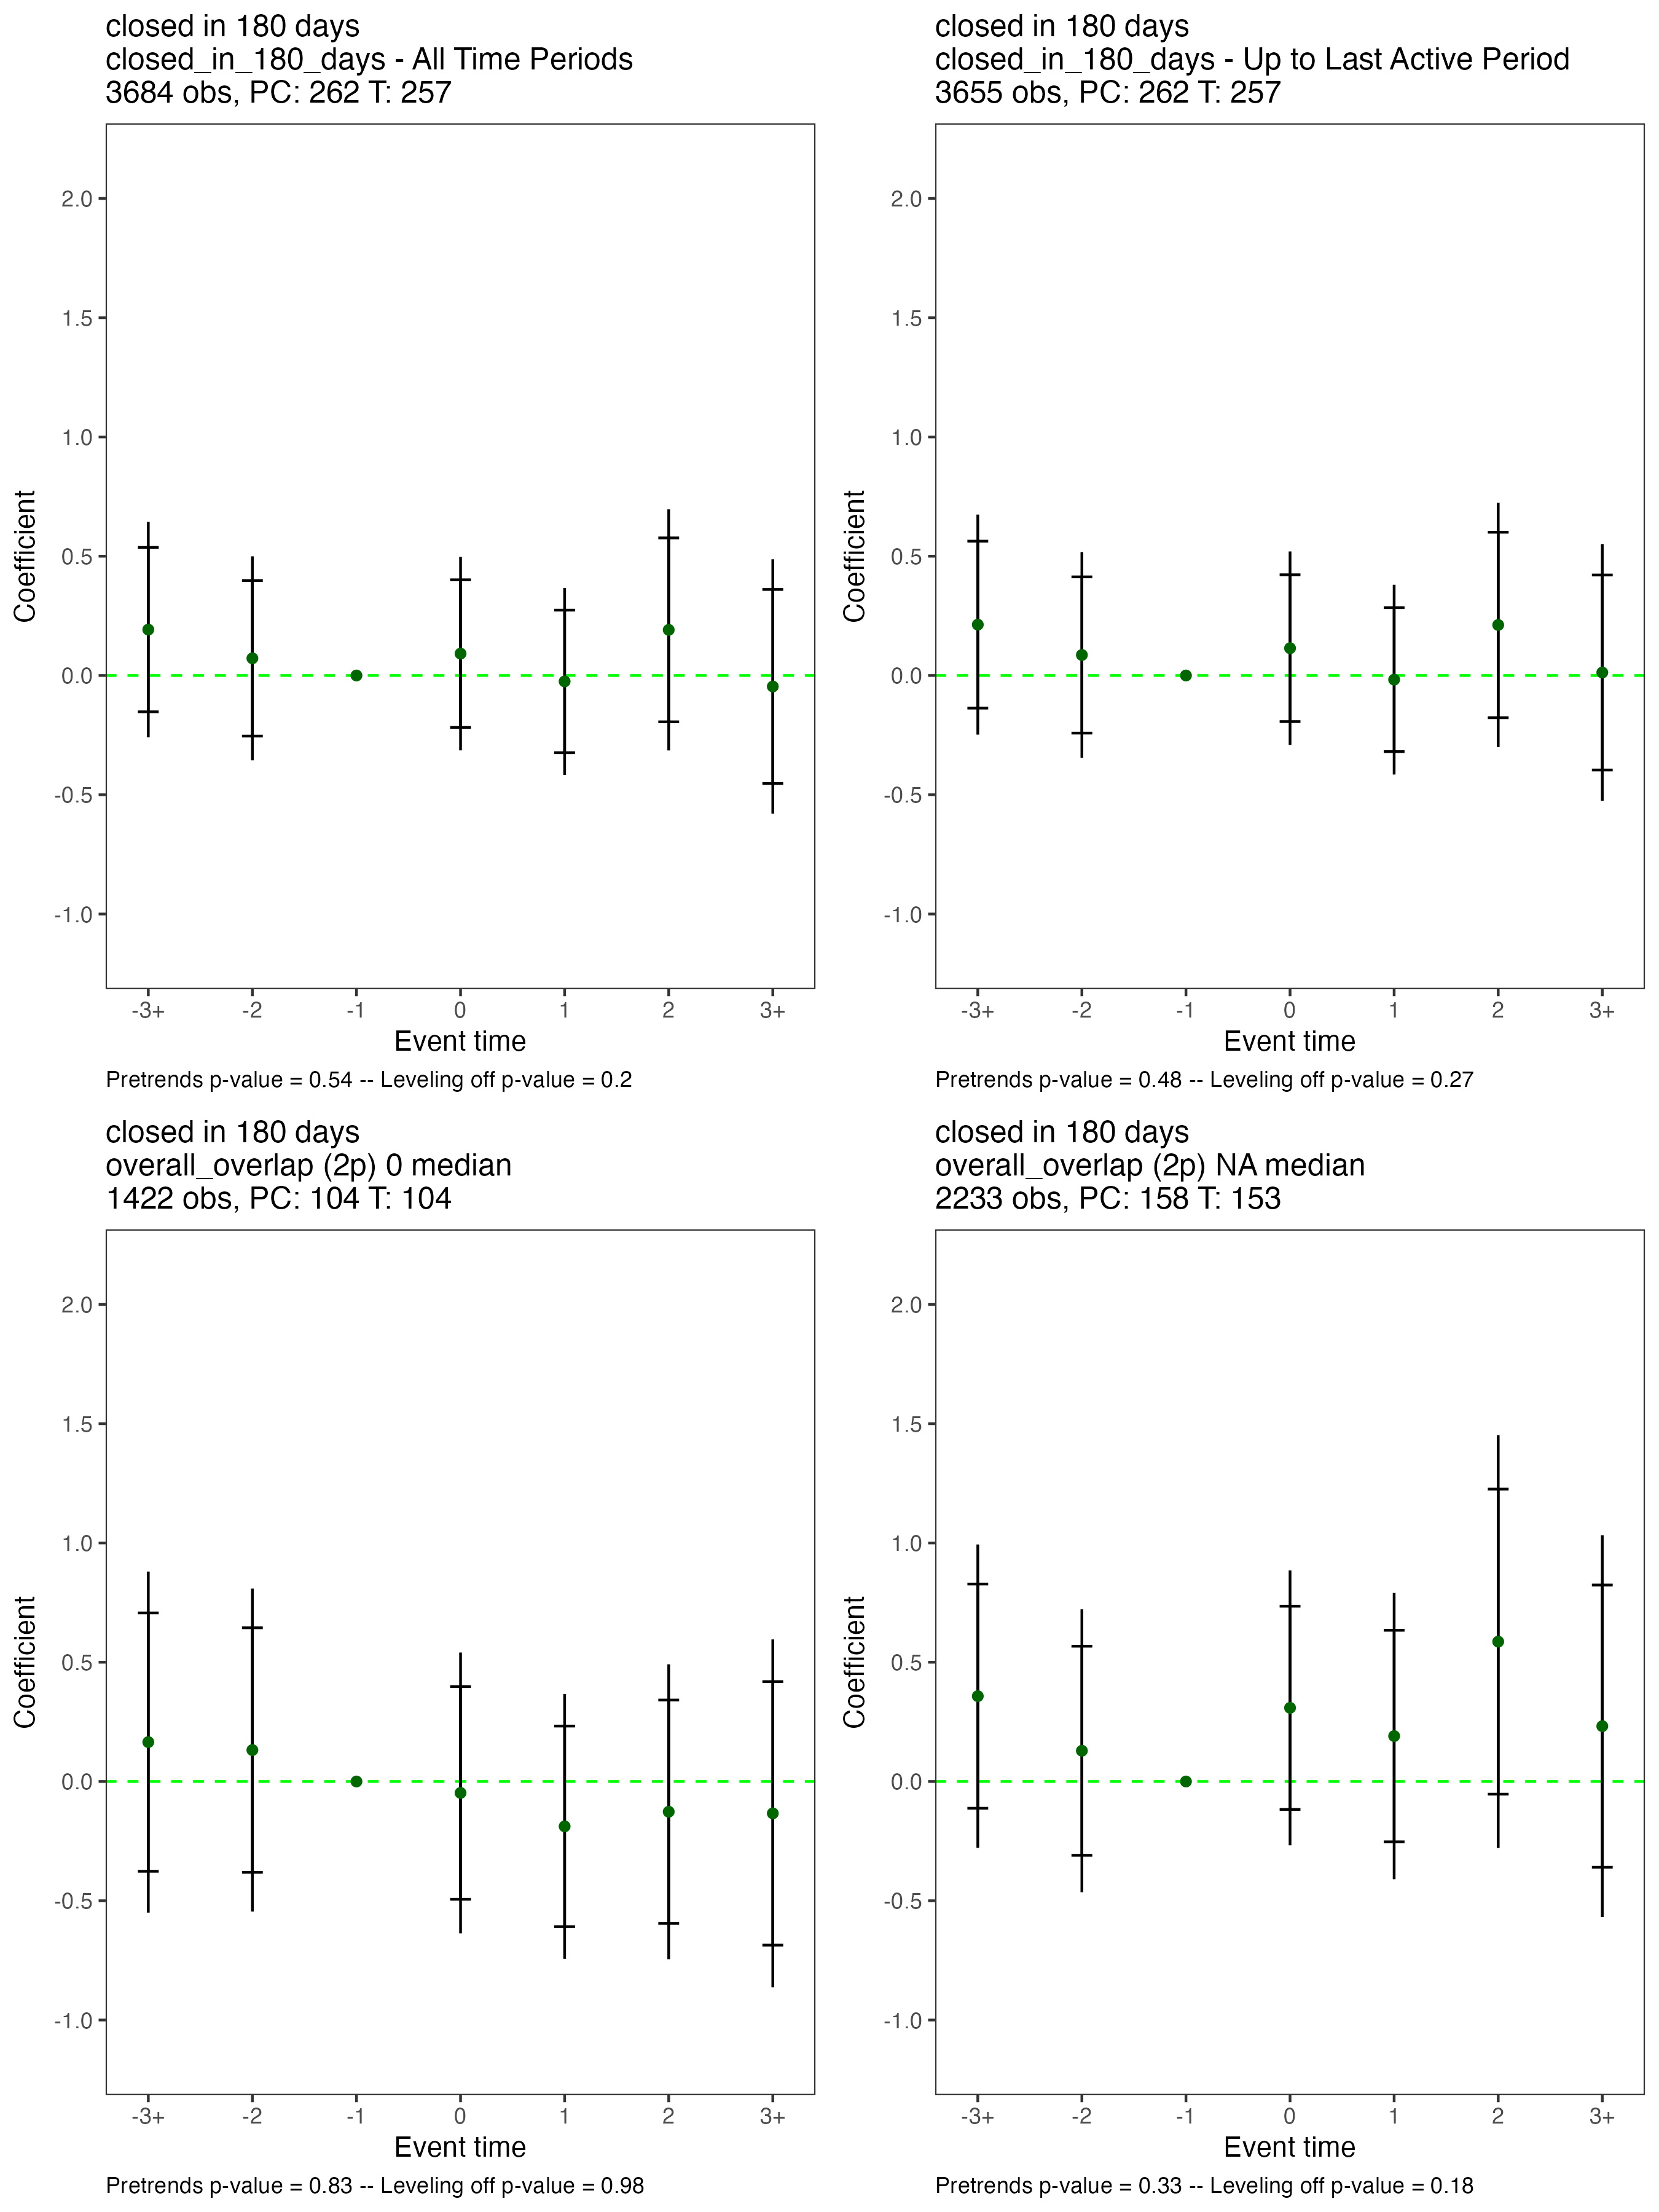 closed in 180 days
closed_in_180_days - All Time Periods
3684 obs, PC: 262 T: 257
Coefficient
2.0
1.5
1.0
0.5
0.0
-0.5
-1.0
-3+ -2 -1 0 1 2 3+
Event time
Pretrends p-value = 0.54 -- Leveling off p-value = 0.2
closed in 180 days
closed_in_180_days - Up to Last Active Period
3655 obs, PC: 262 T: 257
Coefficient
2.0
1.5
1.0
0.5
0.0
-0.5
-1.0
-3+ -2 -1 0 1 2 3+
Event time
Pretrends p-value = 0.48 -- Leveling off p-value = 0.27
closed in 180 days
overall_overlap (2p) 0 median
1422 obs, PC: 104 T: 104
Coefficient
2.0
1.5
1.0
0.5
0.0
-0.5
-1.0
-3+ -2 -1 0 1 2 3+
Event time
Pretrends p-value = 0.83 -- Leveling off p-value = 0.98
closed in 180 days
overall_overlap (2p) NA median
2233 obs, PC: 158 T: 153
Coefficient
2.0
1.5
1.0
0.5
0.0
-0.5
-1.0
-3+ -2 -1 0 1 2 3+
Event time
Pretrends p-value = 0.33 -- Leveling off p-value = 0.18